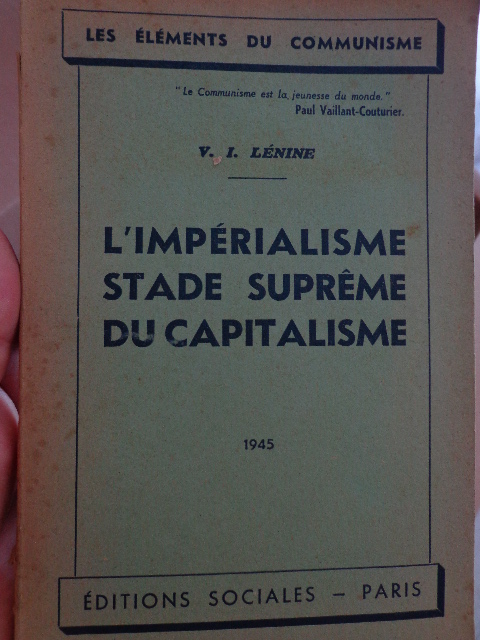 LES ÉLÉMENTS DU COMMUNISME
"Le Communisme est la jeunesse du monde."
Paul Vaillant-Couturier.
V. I. LÉNINE
L'IMPÉRIALISME
STADE SUPRÊME
DU CAPITALISME
1945
ÉDITIONS SOCIALES — PARIS